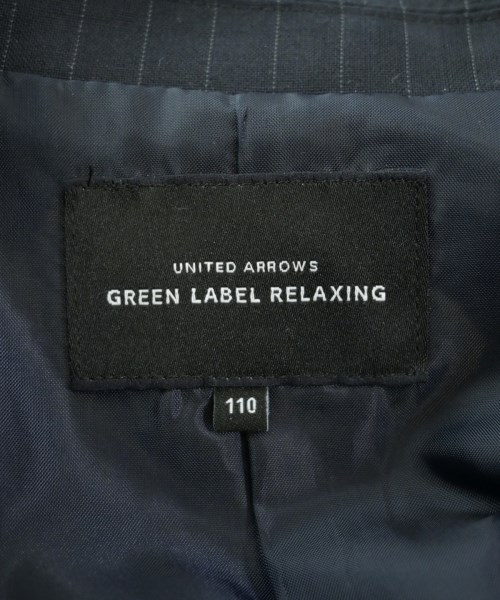 UNITED ARROWS
GREEN LABEL RELAXING
110